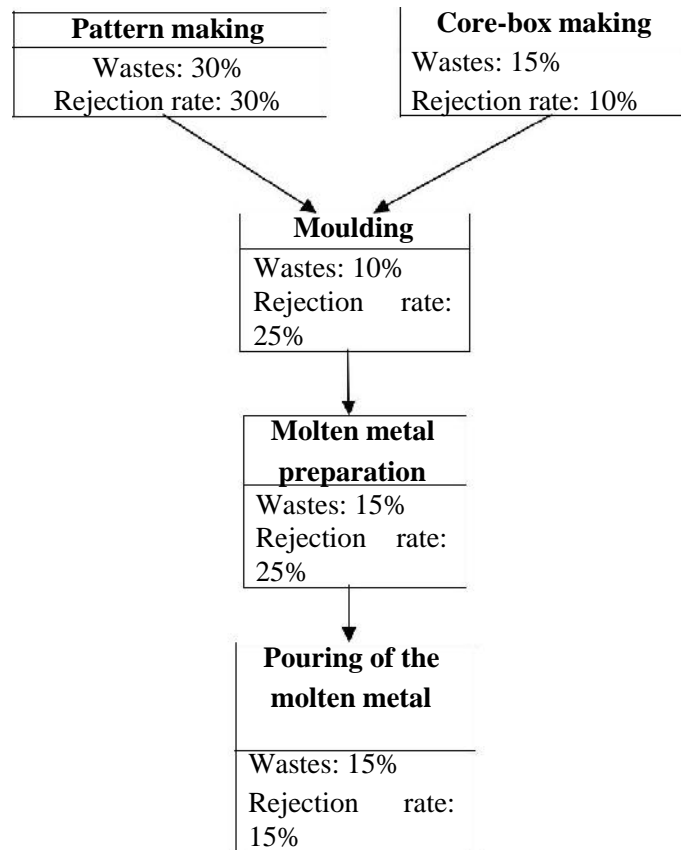 Pattern making
Wastes: 30%
Rejection rate: 30%
Core-box making
Wastes: 15%
Rejection rate: 10%
Moulding
Wastes: 10%
Rejection rate:
25%
Molten metal
preparation
Wastes: 15%
Rejection rate:
25%
Pouring of the
molten metal
Wastes: 15%
Rejection rate:
15%